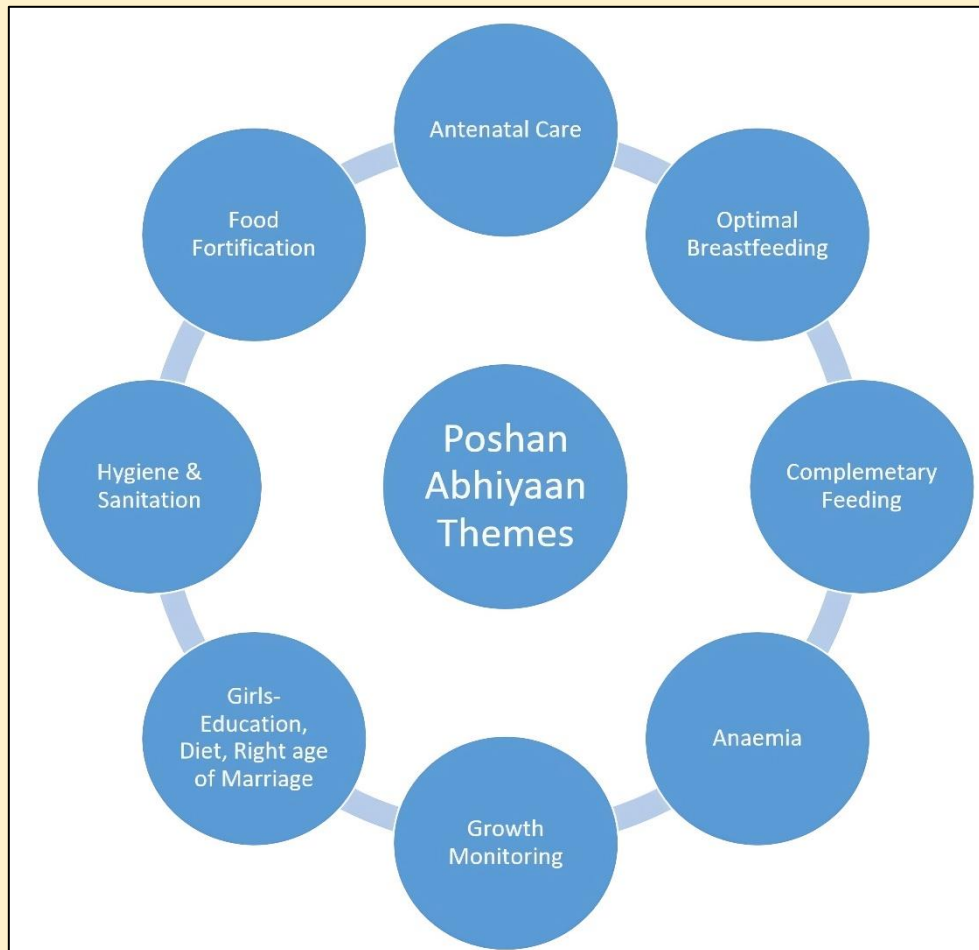 Antenatal Care
Optimal
Breastfeeding
Complemetary
Feeding
Anaemia
Growth
Monitoring
Girls-
Education,
Diet, Right age
of Marriage
Hygiene &
Sanitation
Food
Fortification
Poshan
Abhiyaan
Themes